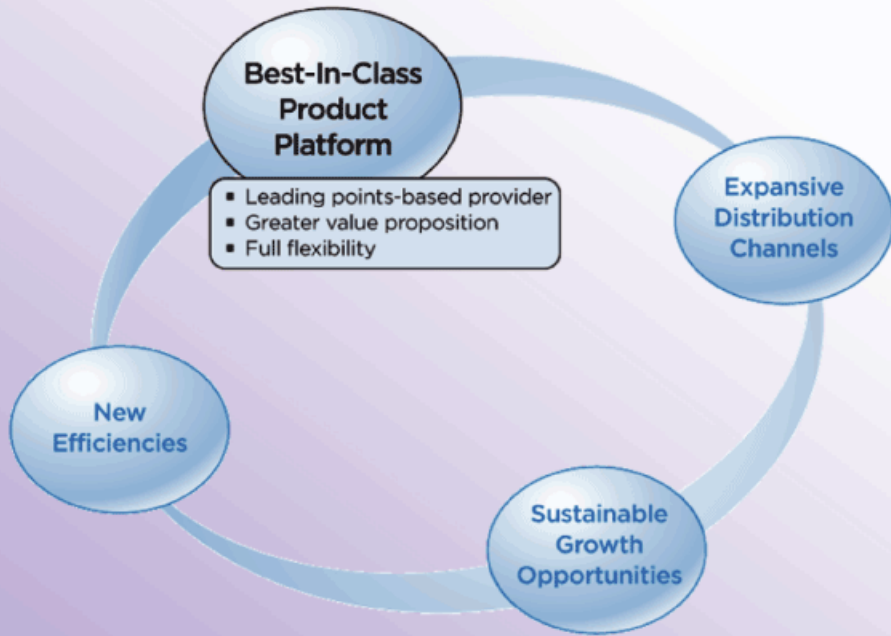 Best-In-Class
Product
Platform
▪ Leading points-based provider
▪ Greater value proposition
▪ Full flexibility
Expansive
Distribution
Channels
New
Efficiencies
Sustainable
Growth
Opportunities